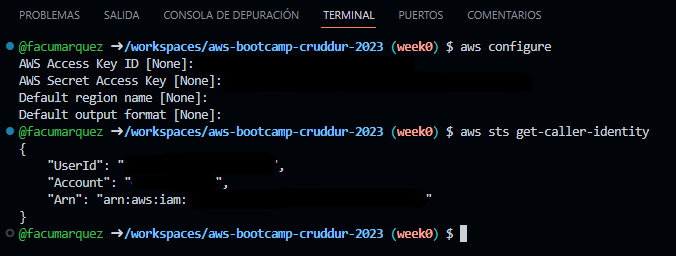 PROBLEMAS SALIDA CONSOLA DE DEPURACIÓN TERMINAL PUERTOS COMENTARIOS
@facumarquez ➜/workspaces/aws-bootcamp-cruddur-2023 (week0) $ aws configure
AWS Access Key ID [None]:
AWS Secret Access Key [None]:
Default region name [None]:
Default output format [None]:
@facumarquez ➜/workspaces/aws-bootcamp-cruddur-2023 (week0) $ aws sts get-caller-identity
{
"UserId": "",
"Account": "",
"Arn": "arn:aws:iam: "
}
@facumarquez ➜/workspaces/aws-bootcamp-cruddur-2023 (week0) $